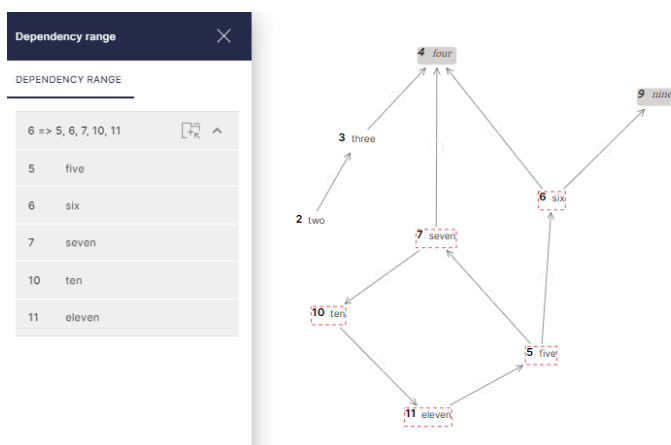 Dependency range
DEPENDENCY RANGE
6 => 5, 6, 7, 10, 11
5 five
6 six
7 seven
10 ten
11 eleven
4 four
9 nine
3 three
6 six
2 two
7 seven
10 ten
5 five
11 eleven